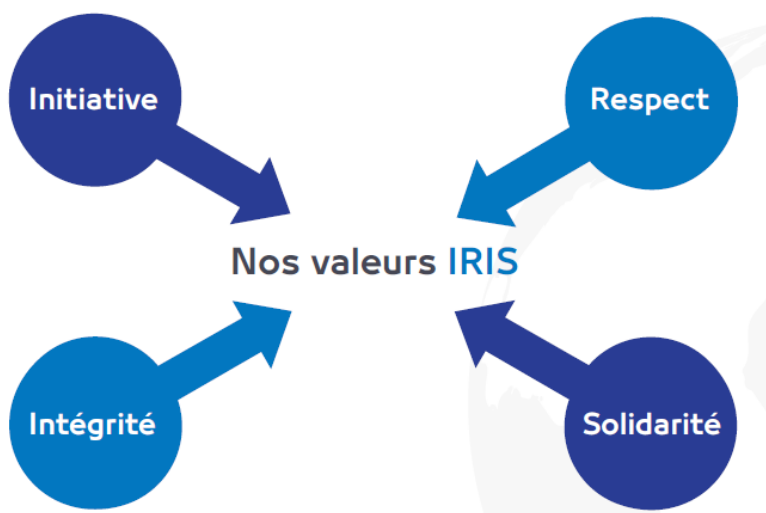 Initiative
Respect
Nos valeurs IRIS
Intégrité
Solidarité